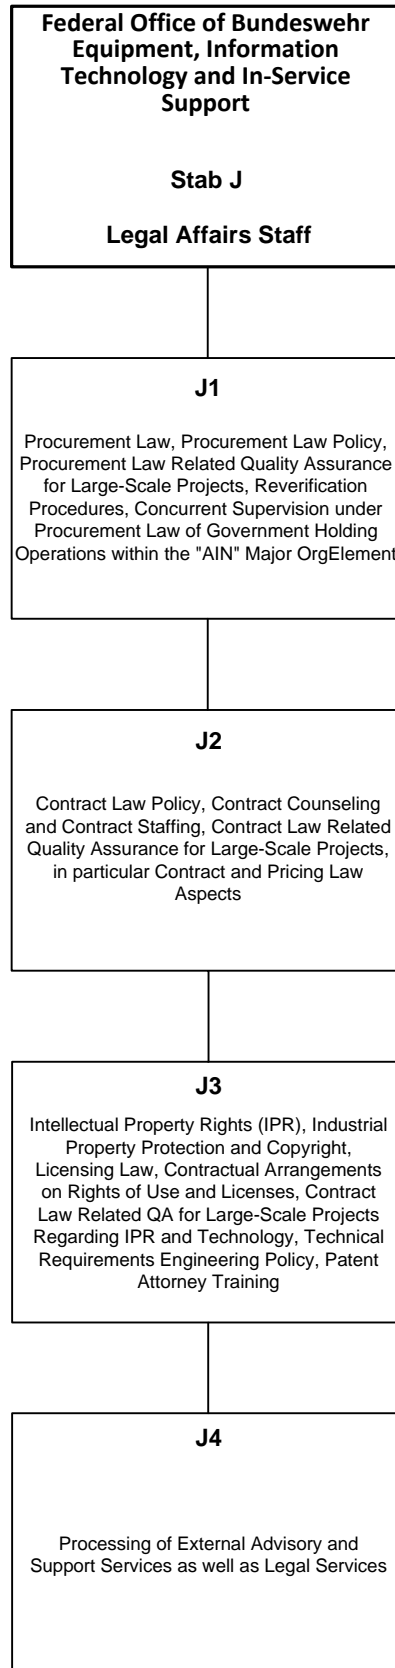 Federal Office of Bundeswehr
Equipment, Information
Technology and In-Service
Support
Stab J
Legal Affairs Staff
J1
Procurement Law, Procurement Law Policy,
Procurement Law Related Quality Assurance
for Large-Scale Projects, Reverification
Procedures, Concurrent Supervision under
Procurement Law of Government Holding
Operations within the "AIN" Major OrgElement
J2
Contract Law Policy, Contract Counseling
and Contract Staffing, Contract Law Related
Quality Assurance for Large-Scale Projects,
in particular Contract and Pricing Law
Aspects
J3
Intellectual Property Rights (IPR), Industrial
Property Protection and Copyright,
Licensing Law, Contractual Arrangements
on Rights of Use and Licenses, Contract
Law Related QA for Large-Scale Projects
Regarding IPR and Technology, Technical
Requirements Engineering Policy, Patent
Attorney Training
J4
Processing of External Advisory and
Support Services as well as Legal Services